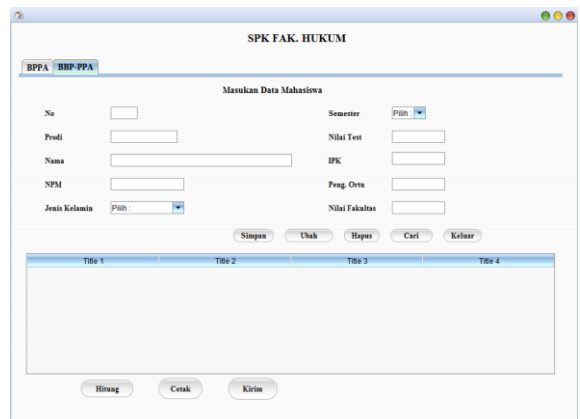 SPK FAK. HUKUM
BPPA BBP-PPA
Masukan Data Mahasiswa
No Semester Pilih :
Prodi Nilai Test
Nama IPK
NPM Peng. Ortu
Jenis Kelamin Pilih : Nilai Fakultas
Simpan Ubah Hapus Cari Keluar
Title 1 Title 2 Title 3 Title 4
Hitung Cetak Kirim